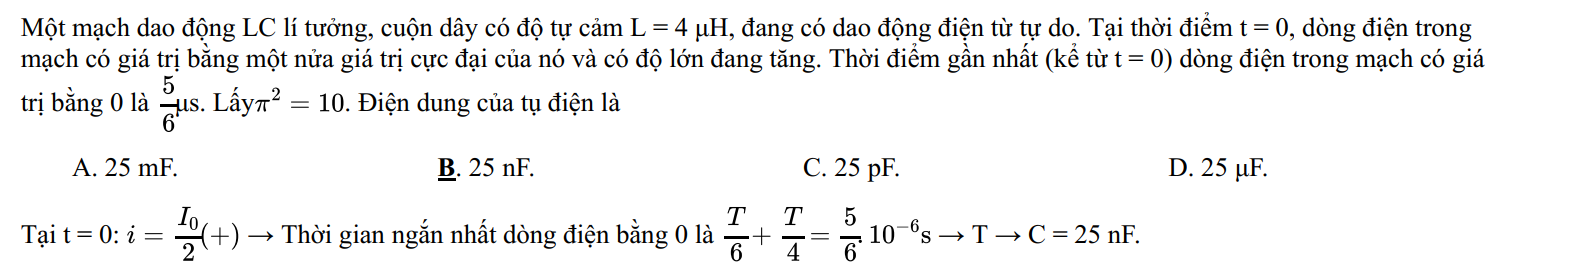 Một mạch dao động LC lí tưởng, cuộn dây có độ tự cảm L = 4 μH, đang có dao động điện từ tự do. Tại thời điểm t = 0, dòng điện trong
mạch có giá trị bằng một nửa giá trị cực đại của nó và có độ lớn đang tăng. Thời điểm gần nhất (kể từ t = 0) dòng điện trong mạch có giá
trị bằng 0 là $\frac{5}{6}$μs. Lấy$\pi^2 = 10$. Điện dung của tụ điện là
A. 25 mF. B. 25 nF. C. 25 pF. D. 25 μF.
Tại t = 0: $i = \frac{I_0}{2}$(+) → Thời gian ngắn nhất dòng điện bằng 0 là $\frac{T}{6} + \frac{T}{4} = \frac{5}{6}.10^{-6}$s → T → C = 25 nF.